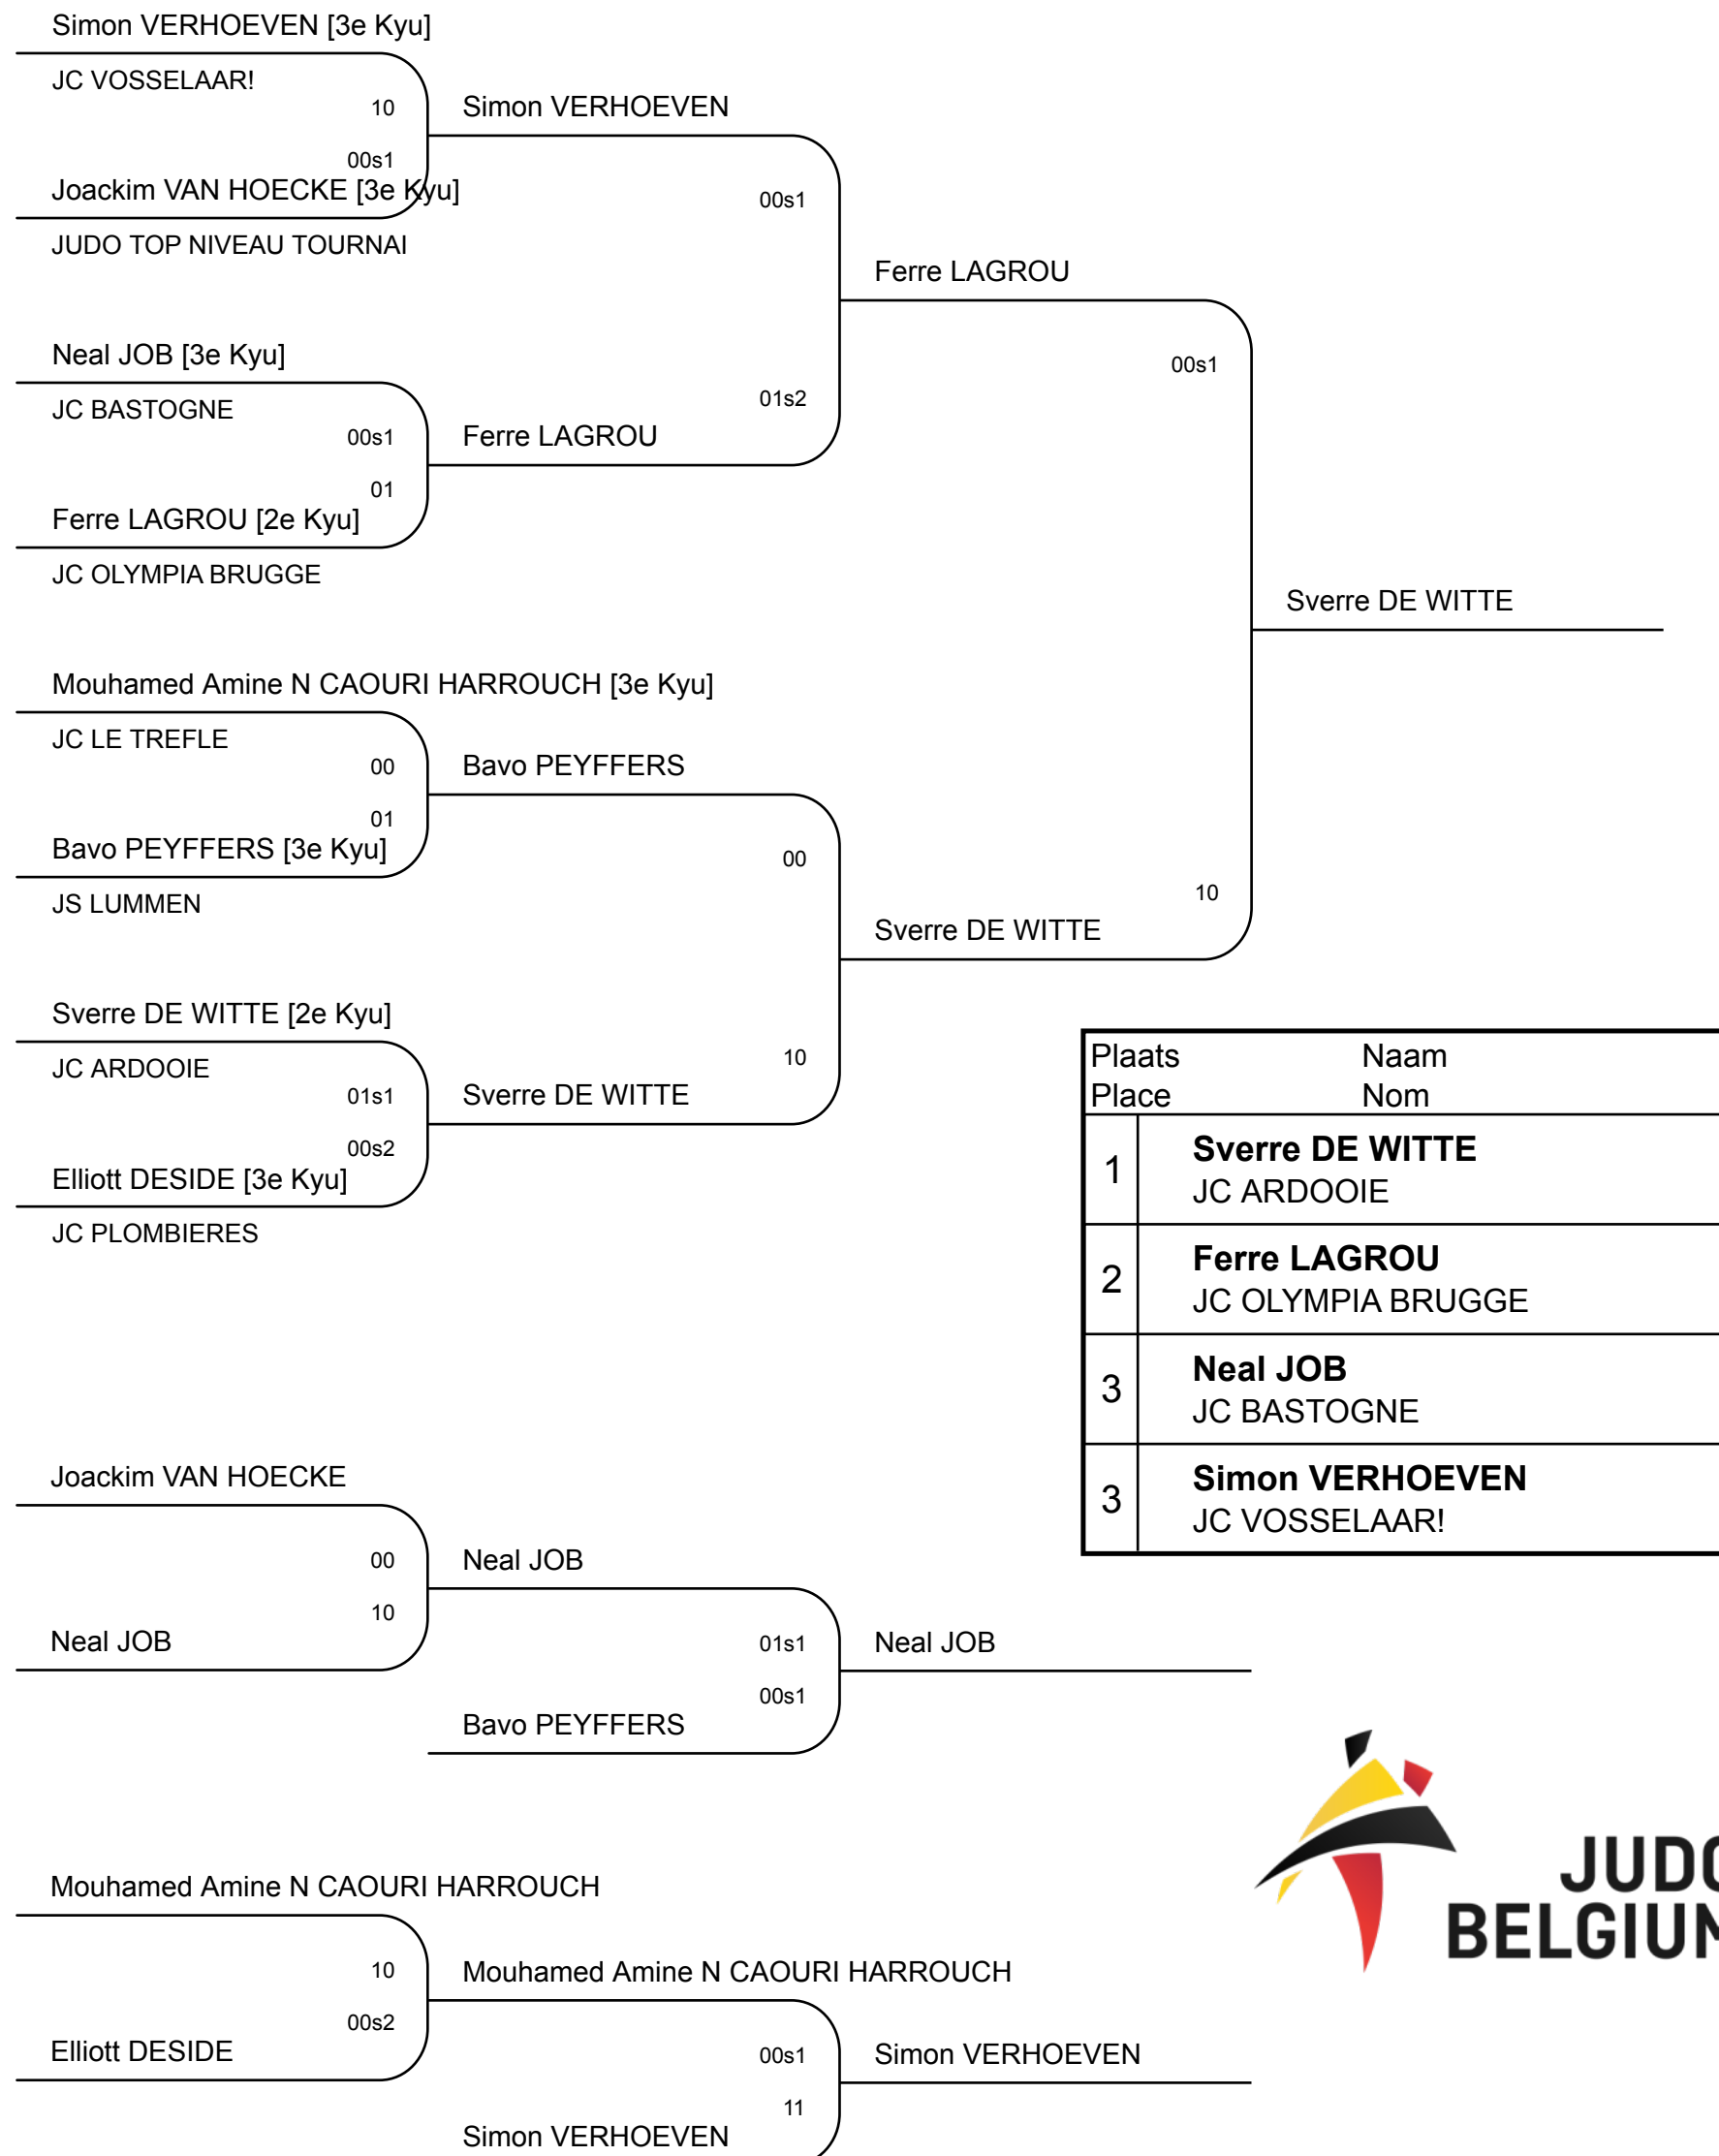 Simon VERHOEVEN [3e Kyu]
JC VOSSELAAR!
10
Simon VERHOEVEN
00s1
Joackim VAN HOECKE [3e Kyu]
00s1
JUDO TOP NIVEAU TOURNAI
Ferre LAGROU
Neal JOB [3e Kyu]
00s1
JC BASTOGNE
01s2
00s1
Ferre LAGROU
01
Ferre LAGROU [2e Kyu]
JC OLYMPIA BRUGGE
Sverre DE WITTE
Mouhamed Amine N CAOURI HARROUCH [3e Kyu]
JC LE TREFLE
00
Bavo PEYFFERS
01
Bavo PEYFFERS [3e Kyu]
00
JS LUMMEN
10
Sverre DE WITTE
Sverre DE WITTE [2e Kyu]
JC ARDOOIE
10
01s1
Sverre DE WITTE
00s2
Elliott DESIDE [3e Kyu]
JC PLOMBIERES
Plaats Naam
Place Nom
1 Sverre DE WITTE
JC ARDOOIE
2 Ferre LAGROU
JC OLYMPIA BRUGGE
3 Neal JOB
JC BASTOGNE
3 Simon VERHOEVEN
JC VOSSELAAR!
Joackim VAN HOECKE
00
Neal JOB
10
Neal JOB
01s1
Neal JOB
00s1
Bavo PEYFFERS
Mouhamed Amine N CAOURI HARROUCH
10
Mouhamed Amine N CAOURI HARROUCH
00s2
Elliott DESIDE
00s1
Simon VERHOEVEN
11
Simon VERHOEVEN
JUDO
BELGIUM